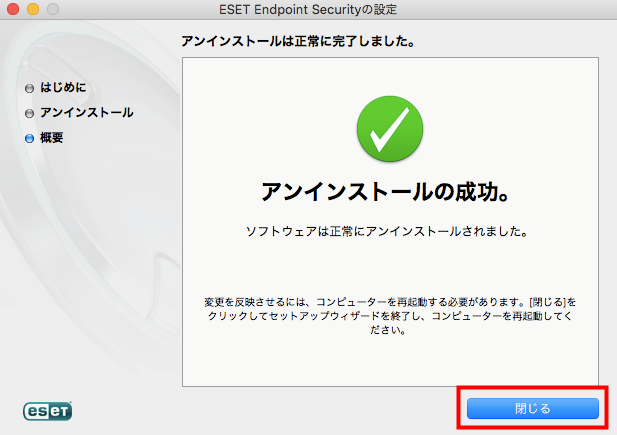 ESET Endpoint Securityの設定
アンインストールは正常に完了しました。
はじめに
アンインストール
概要
アンインストールの成功。
ソフトウェアは正常にアンインストールされました。
変更を反映させるには、コンピューターを再起動する必要があります。[閉じる]を
クリックしてセットアップウィザードを終了し、コンピューターを再起動してく
ださい。
eseT
閉じる